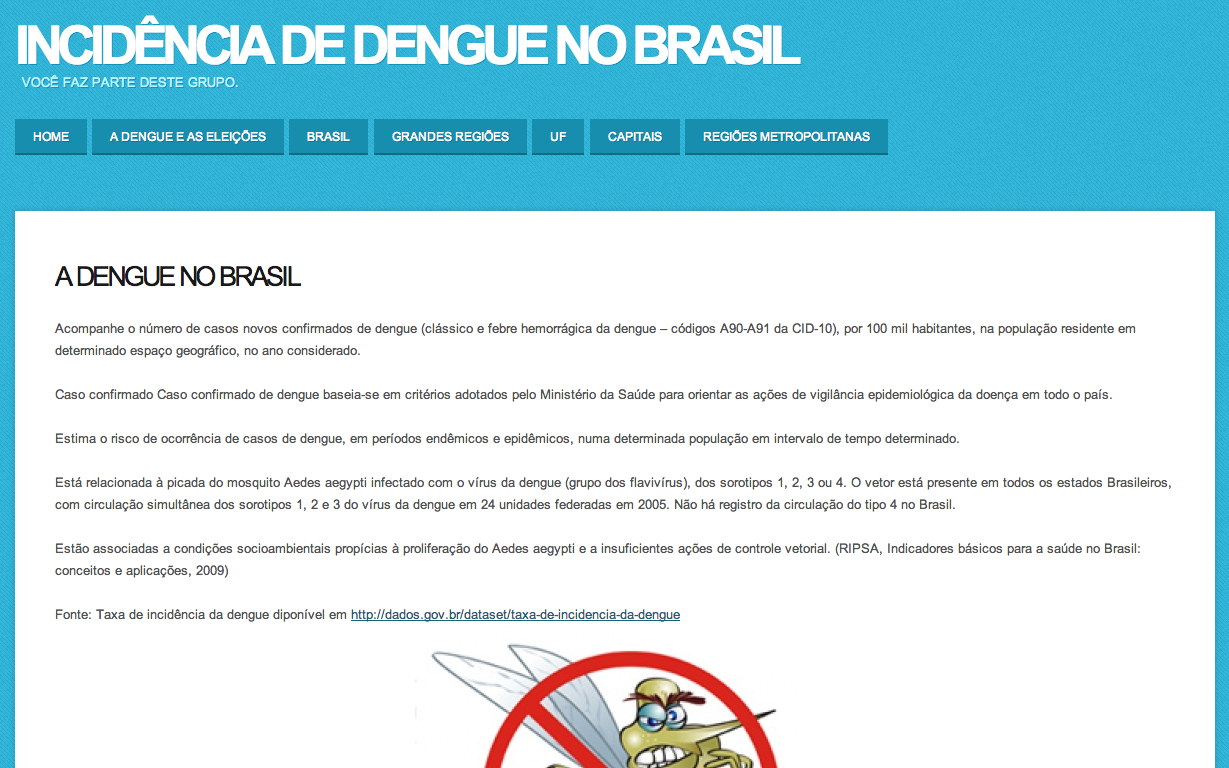 INCIDÊNCIA DE DENGUE NO BRASIL
VOCÊ FAZ PARTE DESTE GRUPO.
HOME
A DENGUE E AS ELEIÇÕES
BRASIL
GRANDES REGIÕES
UF
CAPITAIS
REGIÕES METROPOLITANAS
A DENGUE NO BRASIL
Acompanhe o número de casos novos confirmados de dengue (clássico e febre hemorrágica da dengue – códigos A90-A91 da CID-10), por 100 mil habitantes, na população residente em
determinado espaço geográfico, no ano considerado.
Caso confirmado Caso confirmado de dengue baseia-se em critérios adotados pelo Ministério da Saúde para orientar as ações de vigilância epidemiológica da doença em todo o país.
Estima o risco de ocorrência de casos de dengue, em períodos endêmicos e epidêmicos, numa determinada população em intervalo de tempo determinado.
Está relacionada à picada do mosquito Aedes aegypti infectado com o vírus da dengue (grupo dos flavivírus), dos sorotipos 1, 2, 3 ou 4. O vetor está presente em todos os estados Brasileiros,
com circulação simultânea dos sorotipos 1, 2 e 3 do vírus da dengue em 24 unidades federadas em 2005. Não há registro da circulação do tipo 4 no Brasil.
Estão associadas a condições socioambientais propícias à proliferação do Aedes aegypti e a insuficientes ações de controle vetorial. (RIPSA, Indicadores básicos para a saúde no Brasil:
conceitos e aplicações, 2009)
Fonte: Taxa de incidência da dengue diponível em http://dados.gov.br/dataset/taxa-de-incidencia-da-dengue